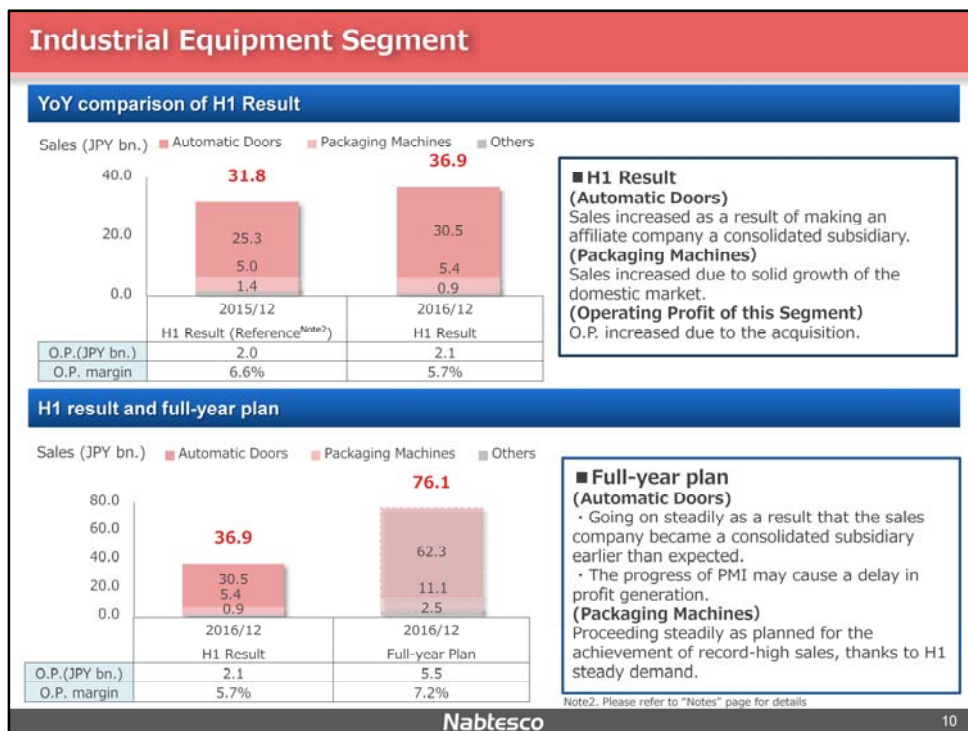 Industrial Equipment Segment
YoY comparison of H1 Result
Sales (JPY bn.) Automatic Doors Packaging Machines Others
40.0
20.0
0.0
31.8
25.3
5.0
1.4
36.9
30.5
5.4
0.9
2015/12 2016/12
H1 Result (Reference Note2) H1 Result
O.P.(JPY bn.) 2.0 2.1
O.P. margin 6.6% 5.7%
■H1 Result
(Automatic Doors)
Sales increased as a result of making an
affiliate company a consolidated subsidiary.
(Packaging Machines)
Sales increased due to solid growth of the
domestic market.
(Operating Profit of this Segment)
O.P. increased due to the acquisition.
H1 result and full-year plan
Sales (JPY bn.) Automatic Doors Packaging Machines Others
80.0
60.0
40.0
20.0
0.0
36.9
30.5
5.4
0.9
76.1
62.3
11.1
2.5
2016/12 2016/12
H1 Result Full-year Plan
O.P.(JPY bn.) 2.1 5.5
O.P. margin 5.7% 7.2%
■Full-year plan
(Automatic Doors)
・Going on steadily as a result that the sales
company became a consolidated subsidiary
earlier than expected.
・The progress of PMI may cause a delay in
profit generation.
(Packaging Machines)
Proceeding steadily as planned for the
achievement of record-high sales, thanks to H1
steady demand.
Note2. Please refer to "Notes" page for details
Nabtesco 10